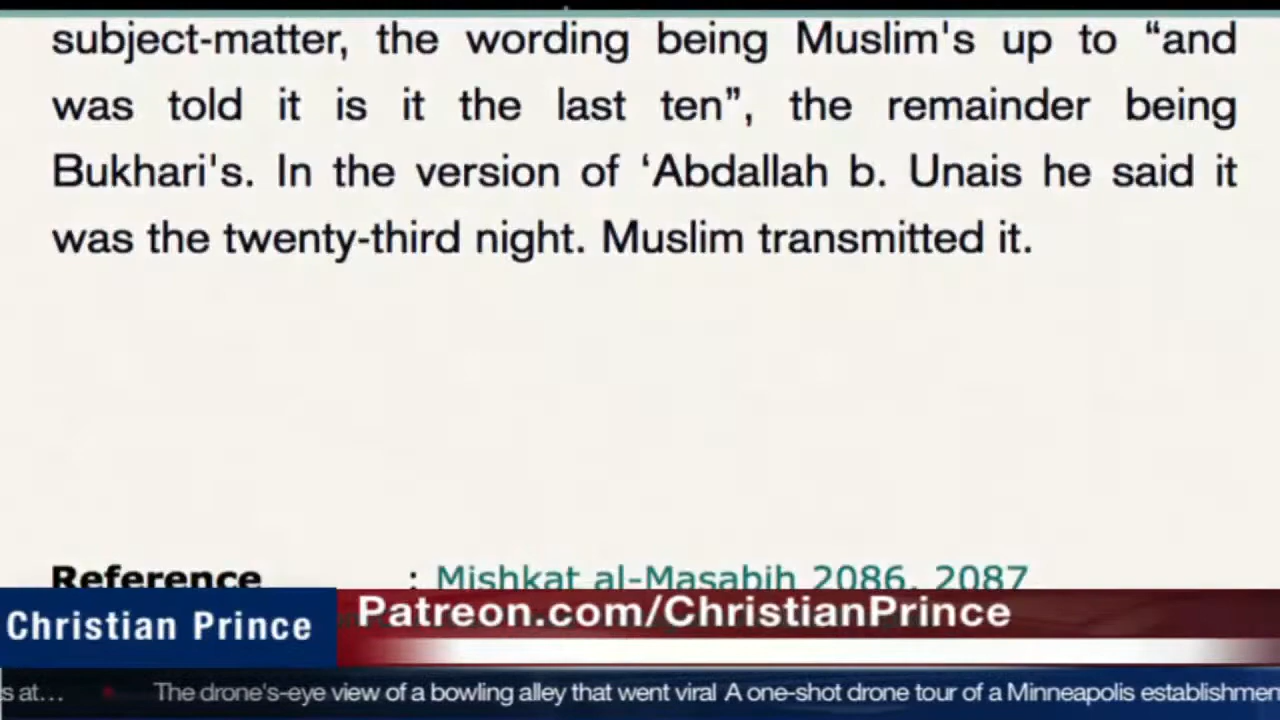 subject-matter, the wording being Muslim's up to “and
was told it is it the last ten”, the remainder being
Bukhari's. In the version of ‘Abdallah b. Unais he said it
was the twenty-third night. Muslim transmitted it.
Reference : Mishkat al-Masabih 2086, 2087
Christian Prince
Patreon.com/ChristianPrince
s at… • The drone's-eye view of a bowling alley that went viral A one-shot drone tour of a Minneapolis establishmen